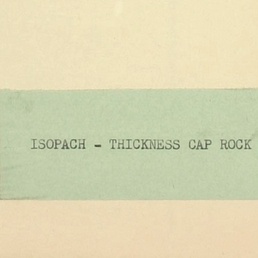 ISOPACH - THICKNESS CAP ROCK